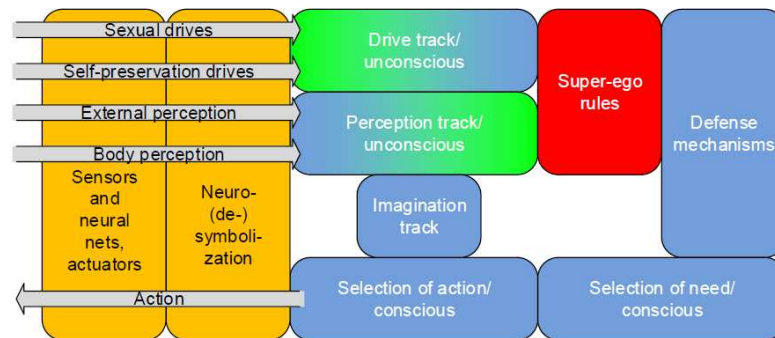 Sexual drives
Self-preservation drives
External perception
Body perception
Sensors
and
neural
nets,
actuators
Neuro-
(de-)
symboli-
zation
Action
Drive track/
unconscious
Perception track/
unconscious
Imagination
track
Selection of action/
conscious
Super-ego
rules
Defense
mechanisms
Selection of need/
conscious